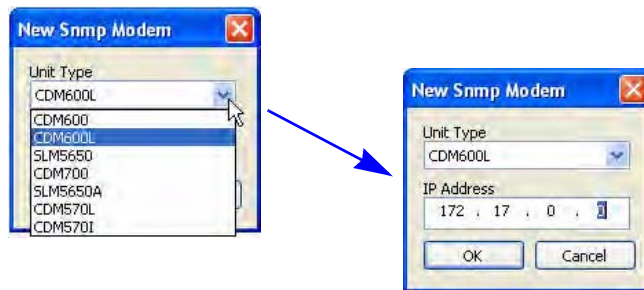 New Snmp Modem
Unit Type
CDM600L
CDM600
CDM600L
SLM5650
CDM700
SLM5650A
CDM570L
CDM570I
New Snmp Modem
Unit Type
CDM600L
IP Address
172 . 17 . 0 . 0
OK Cancel